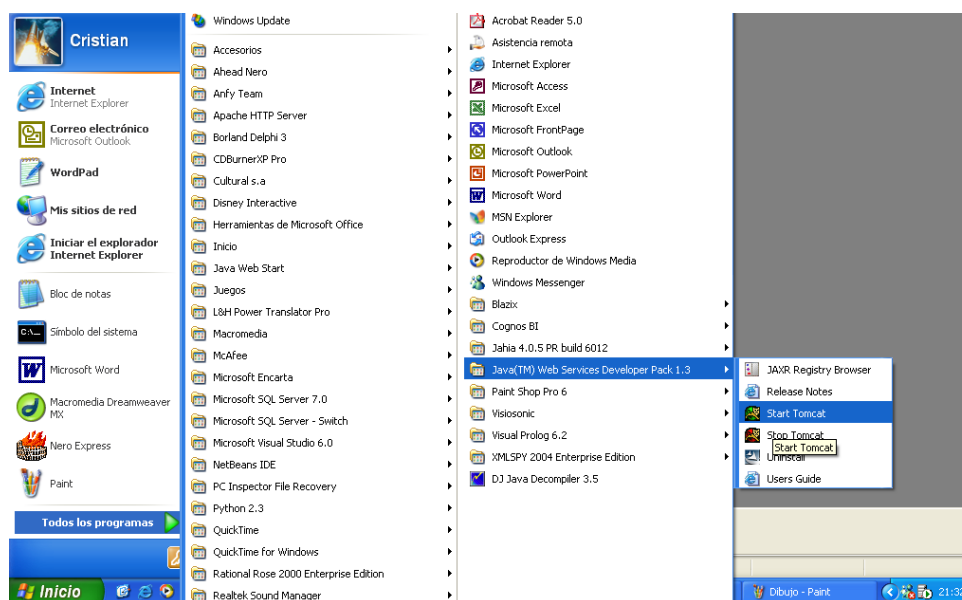 Cristian
Internet
Internet Explorer
Correo electrónico
Microsoft Outlook
WordPad
Mis sitios de red
Iniciar el explorador
Internet Explorer
Bloc de notas
C:\_
Símbolo del sistema
Microsoft Word
Macromedia Dreamweaver
MX
Nero Express
Paint
Todos los programas
Inicio
Windows Update
Accesorios
Ahead Nero
Anfy Team
Apache HTTP Server
Borland Delphi 3
CDBurnerXP Pro
Cultural s.a
Disney Interactive
Herramientas de Microsoft Office
Inicio
Java Web Start
Juegos
L&H Power Translator Pro
Macromedia
McAfee
Microsoft Encarta
Microsoft SQL Server 7.0
Microsoft SQL Server - Switch
Microsoft Visual Studio 6.0
NetBeans IDE
PC Inspector File Recovery
Python 2.3
QuickTime
QuickTime for Windows
Rational Rose 2000 Enterprise Edition
Realtek Sound Manager
Acrobat Reader 5.0
Asistencia remota
Internet Explorer
Microsoft Access
Microsoft Excel
Microsoft FrontPage
Microsoft Outlook
Microsoft PowerPoint
Microsoft Word
MSN Explorer
Outlook Express
Reproductor de Windows Media
Windows Messenger
Blazix
Cognos BI
Jahia 4.0.5 PR build 6012
Java(TM) Web Services Developer Pack 1.3
Paint Shop Pro 6
Visiosonic
Visual Prolog 6.2
XMLSPY 2004 Enterprise Edition
DJ Java Decompiler 3.5
JAXR Registry Browser
Release Notes
Start Tomcat
Stop Tomcat
Start Tomcat
Uninstall
Users Guide
Dibujo - Paint
21:32